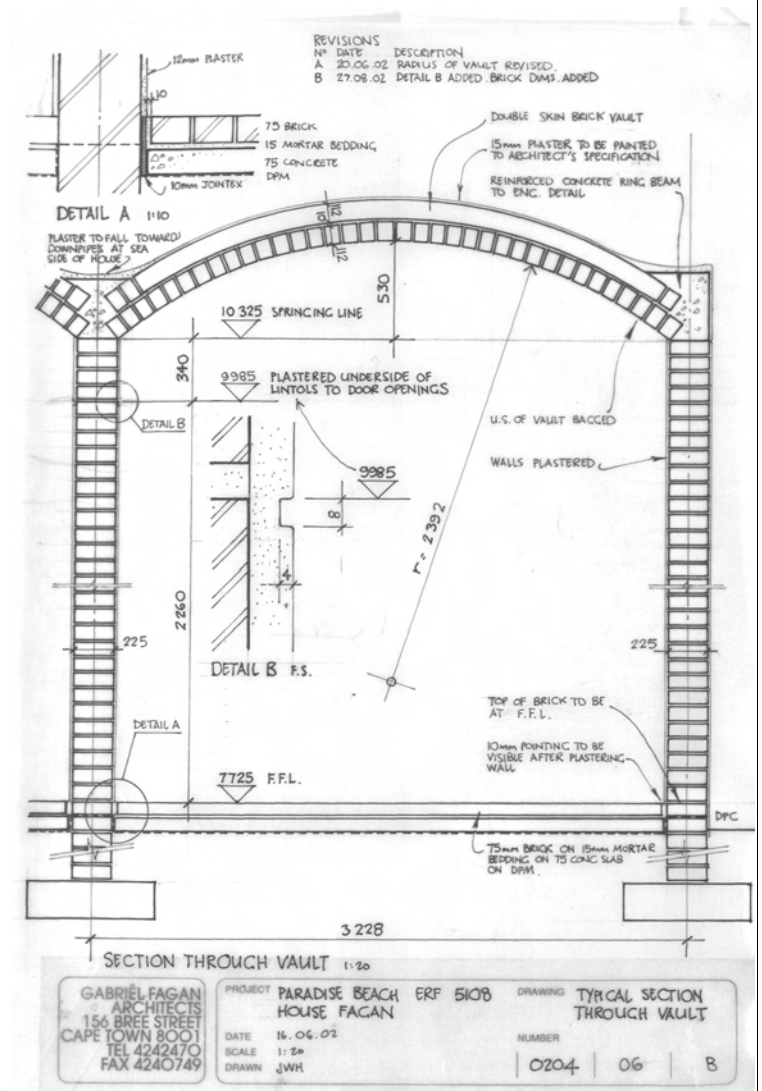 REVISIONS
No DATE DESCRIPTION
A 20.06.02 RADIUS OF VAULT REVISED.
B 27.08.02 DETAIL B ADDED. BRICK DIMS. ADDED
12mm PLASTER
10
75 BRICK
15 MORTAR BEDDING
75 CONCRETE
DPM
10mm JOINTEX
DETAIL A 1:10
DOUBLE SKIN BRICK VAULT
15mm PLASTER TO BE PAINTED
TO ARCHITECT'S SPECIFICATION
REINFORCED CONCRETE RING BEAM
TO ENG. DETAIL
PLASTER TO FALL TOWARD
DOWNPIPES AT SEA
SIDE OF HOUSE
112
10
112
530
10 325 SPRINGING LINE
340
9985 PLASTERED UNDERSIDE OF
LINTOLS TO DOOR OPENINGS
DETAIL B
U.S. OF VAULT BAGGED
WALLS PLASTERED
9985
8
4
r = 2392
2260
225
225
DETAIL B F.S.
DETAIL A
TOP OF BRICK TO BE
AT F.F.L.
10mm POINTING TO BE
VISIBLE AFTER PLASTERING
WALL
7725 F.F.L.
DPC
75mm BRICK ON 15mm MORTAR
BEDDING ON 75 CONC SLAB
ON DPM.
3 228
SECTION THROUGH VAULT 1:20
GABRIËL FAGAN
ARCHITECTS
156 BREE STREET
CAPE TOWN 8001
TEL 4242470
FAX 4240749
PROJECT PARADISE BEACH ERF 5108
HOUSE FAGAN
DATE 16.06.02
SCALE 1:20
DRAWN JWH
DRAWING TYPICAL SECTION
THROUGH VAULT
NUMBER
0204 06 B